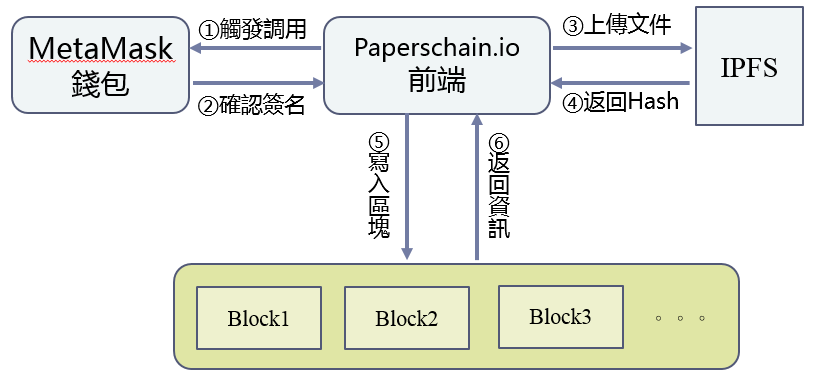 MetaMask
錢包
①觸發調用
②確認簽名
Paperschain.io
前端
③上傳文件
④返回Hash
IPFS
⑤寫入區塊
⑥返回資訊
Block1
Block2
Block3
。。。